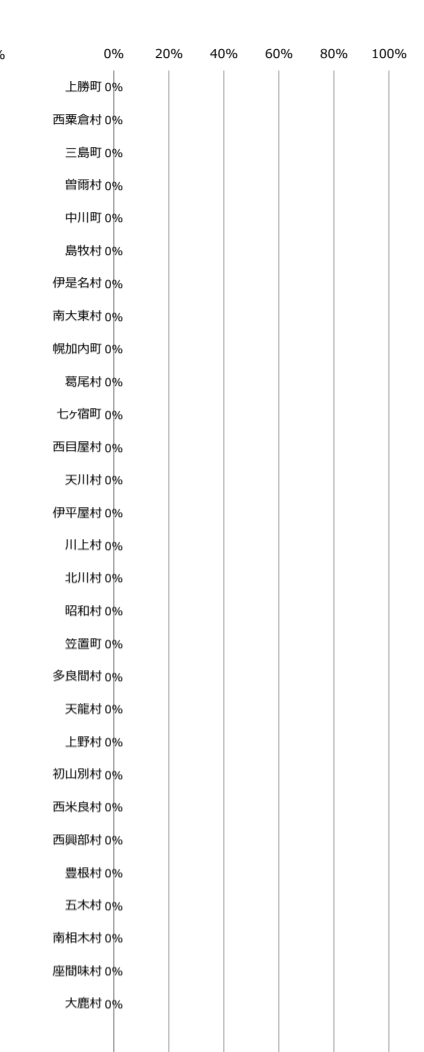 %
0% 20% 40% 60% 80% 100%
上勝町 0%
西粟倉村 0%
三島町 0%
曽爾村 0%
中川町 0%
島牧村 0%
伊是名村 0%
南大東村 0%
幌加内町 0%
葛尾村 0%
七ヶ宿町 0%
西目屋村 0%
天川村 0%
伊平屋村 0%
川上村 0%
北川村 0%
昭和村 0%
笠置町 0%
多良間村 0%
天龍村 0%
上野村 0%
初山別村 0%
西米良村 0%
西興部村 0%
豊根村 0%
五木村 0%
南相木村 0%
座間味村 0%
大鹿村 0%